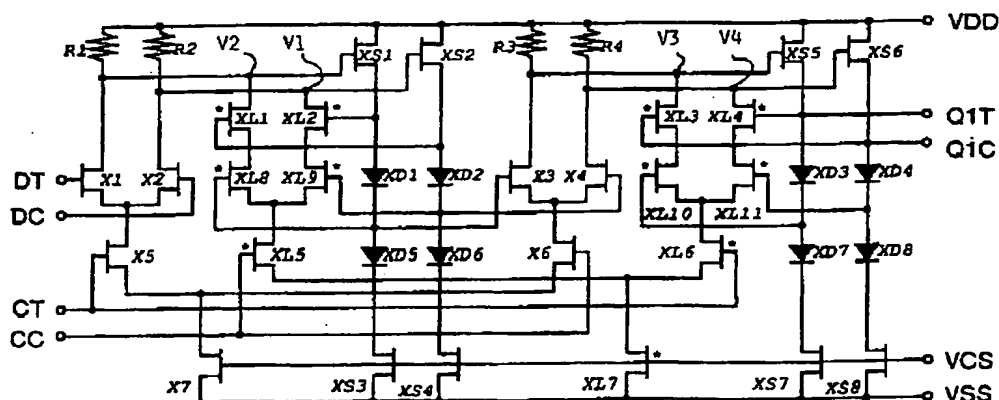 VDD
R1 R2 V2 V1 XS1 XS2 R3 R4 V3 V4 XS5 XS6
* XL1 XL2 * * XL3 XL4 * Q1T
QiC
DT X1 X2 * XL8 XL9 * XD1 XD2 X3 X4 * * XD3 XD4
DC XL10 XL11
X5 * XL5 XD5 XD6 X6 XL6 * XD7 XD8
CT
CC
X7 XS3 XS4 XL7 * XS7 XS8 VCS
VSS